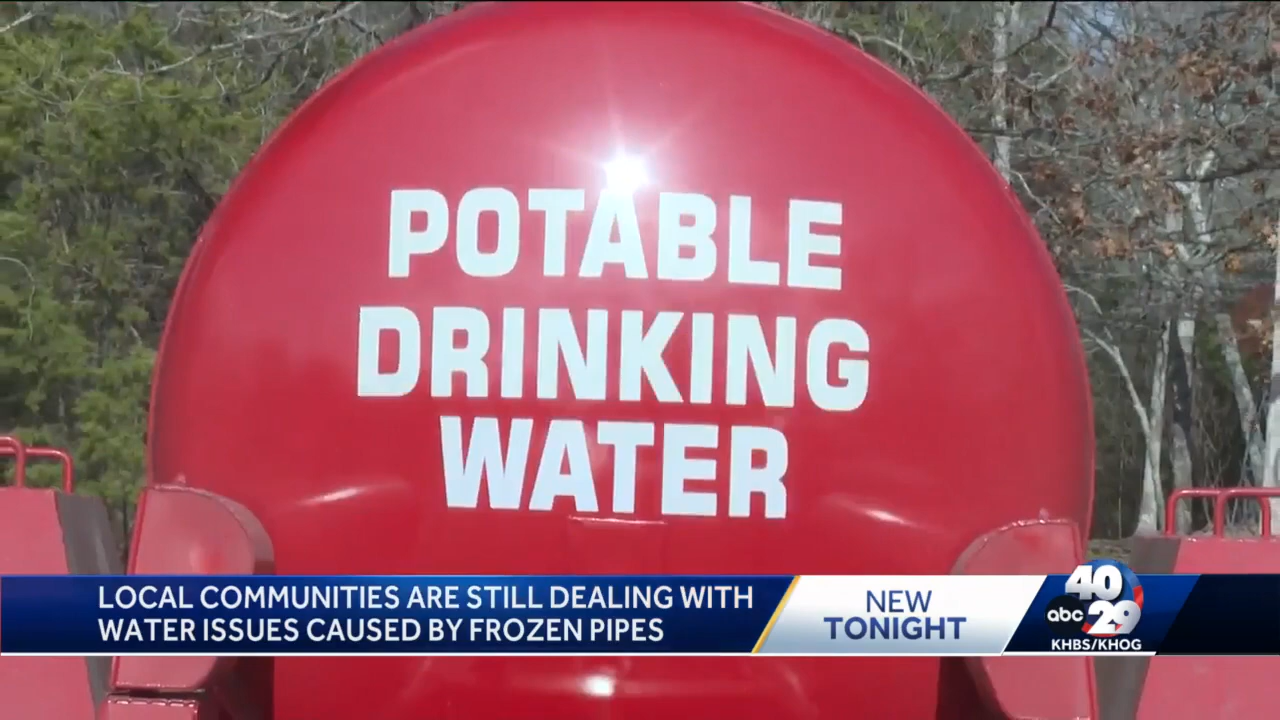 POTABLE
DRINKING
WATER
LOCAL COMMUNITIES ARE STILL DEALING WITH
WATER ISSUES CAUSED BY FROZEN PIPES
NEW
TONIGHT
abc
40
29
KHBS/KHOG